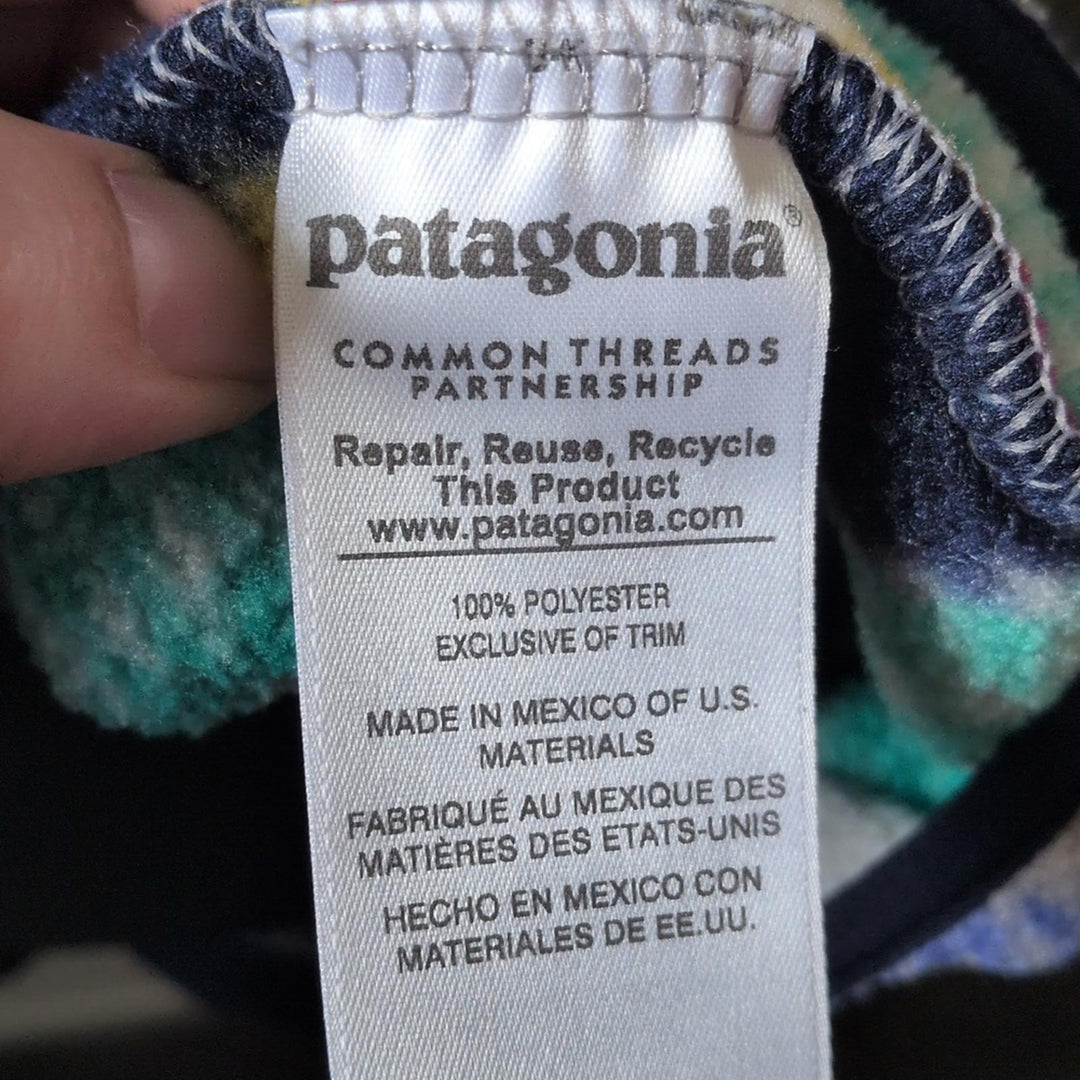 patagonia®
COMMON THREADS
PARTNERSHIP
Repair, Reuse, Recycle
This Product
www.patagonia.com
100% POLYESTER
EXCLUSIVE OF TRIM
MADE IN MEXICO OF U.S.
MATERIALS
FABRIQUÉ AU MEXIQUE DES
MATIÈRES DES ETATS-UNIS
HECHO EN MEXICO CON
MATERIALES DE EE.UU.